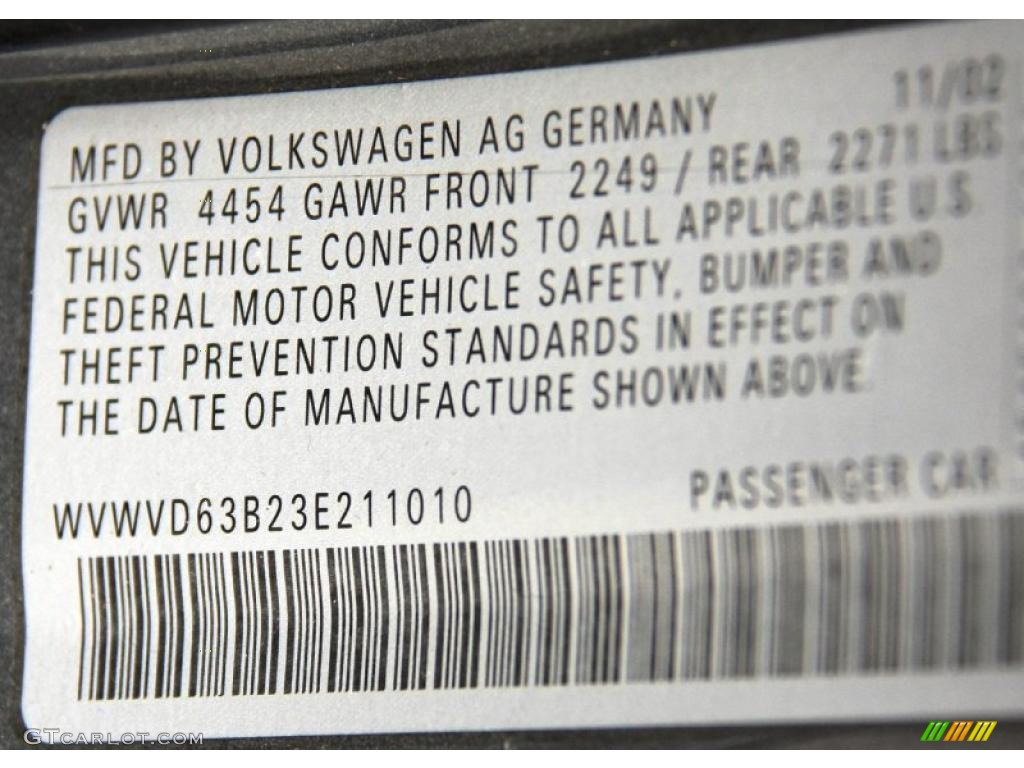 11/02
MFD BY VOLKSWAGEN AG GERMANY
GVWR 4454 GAWR FRONT 2249 / REAR 2271 LBS
THIS VEHICLE CONFORMS TO ALL APPLICABLE U S
FEDERAL MOTOR VEHICLE SAFETY, BUMPER AND
THEFT PREVENTION STANDARDS IN EFFECT ON
THE DATE OF MANUFACTURE SHOWN ABOVE.
WVWVD63B23E211010 PASSENGER CAR
GTCARLOT.COM